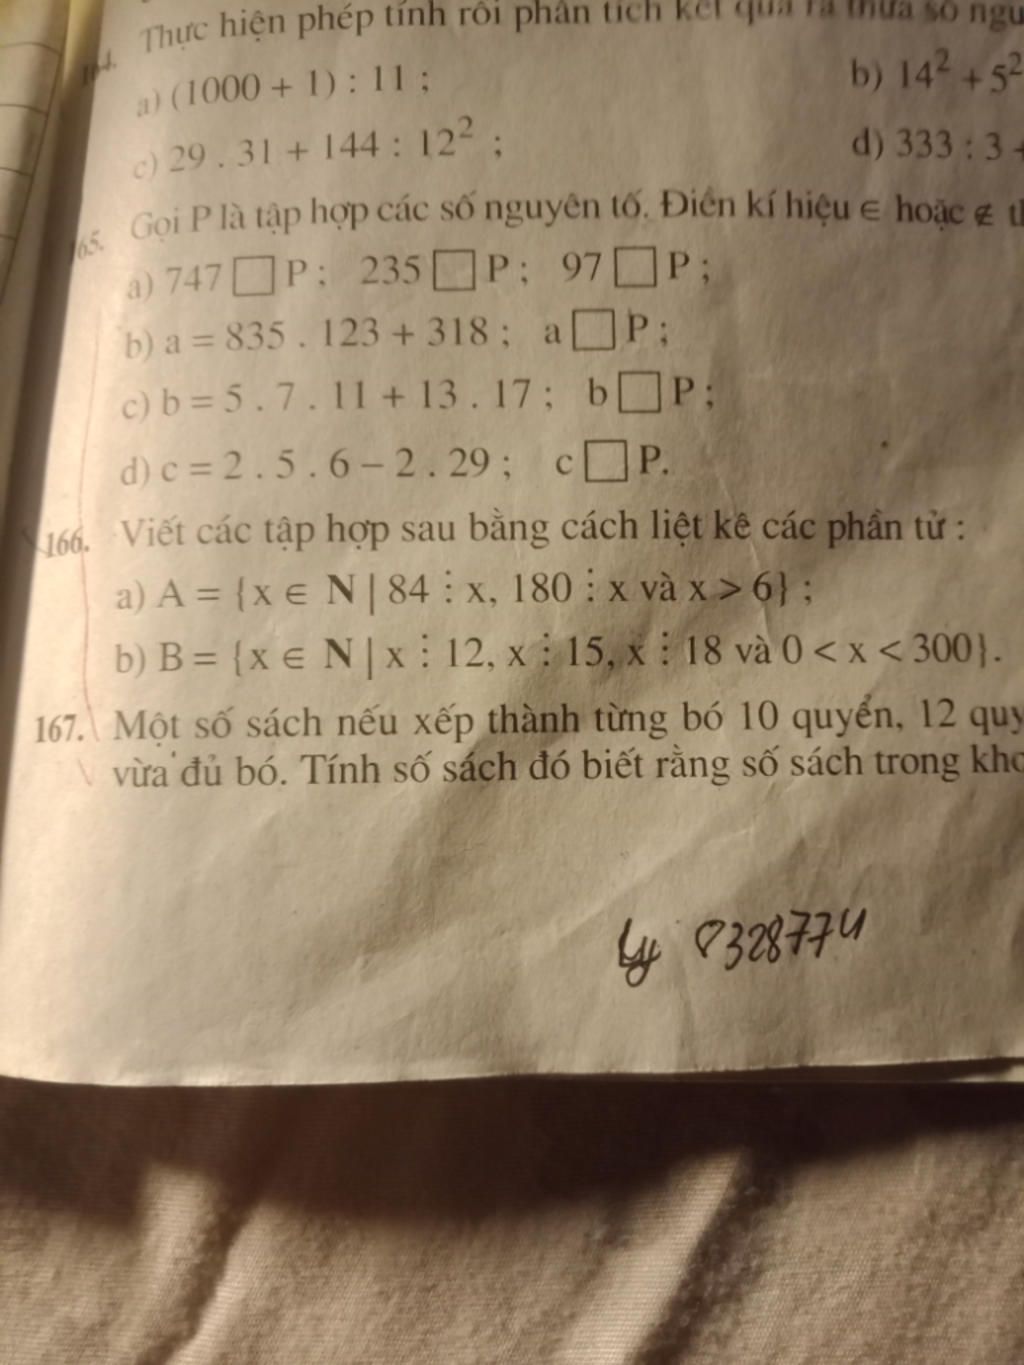 164. Thực hiện phép tính rồi phân tích kết quả ra thừa số ngu
a) (1000 + 1) : 11 ; b) 14² + 5²
c) 29 . 31 + 144 : 12² ; d) 333 : 3 +
65. Gọi P là tập hợp các số nguyên tố. Điền kí hiệu ∈ hoặc ∉ th
a) 747 □ P ; 235 □ P ; 97 □ P ;
b) a = 835 . 123 + 318 ; a □ P ;
c) b = 5 . 7 . 11 + 13 . 17 ; b □ P ;
d) c = 2 . 5 . 6 – 2 . 29 ; c □ P.
166. Viết các tập hợp sau bằng cách liệt kê các phần tử :
a) A = {x ∈ N | 84 ⋮ x, 180 ⋮ x và x > 6} ;
b) B = {x ∈ N | x ⋮ 12, x ⋮ 15, x ⋮ 18 và 0 < x < 300}.
167. Một số sách nếu xếp thành từng bó 10 quyển, 12 quy
vừa đủ bó. Tính số sách đó biết rằng số sách trong kho
Ly 0328774